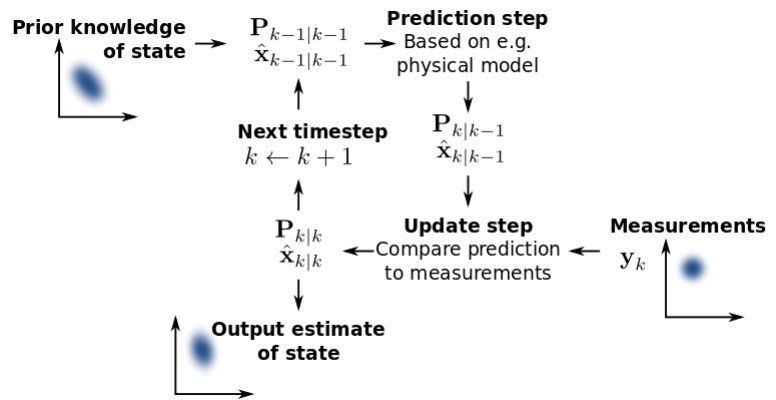 Prior knowledge
of state
P_{k−1|k−1}
x̂_{k−1|k−1}
Prediction step
Based on e.g.
physical model
P_{k|k−1}
x̂_{k|k−1}
Next timestep
k ← k + 1
P_{k|k}
x̂_{k|k}
Update step
Compare prediction
to measurements
Measurements
y_k
Output estimate
of state